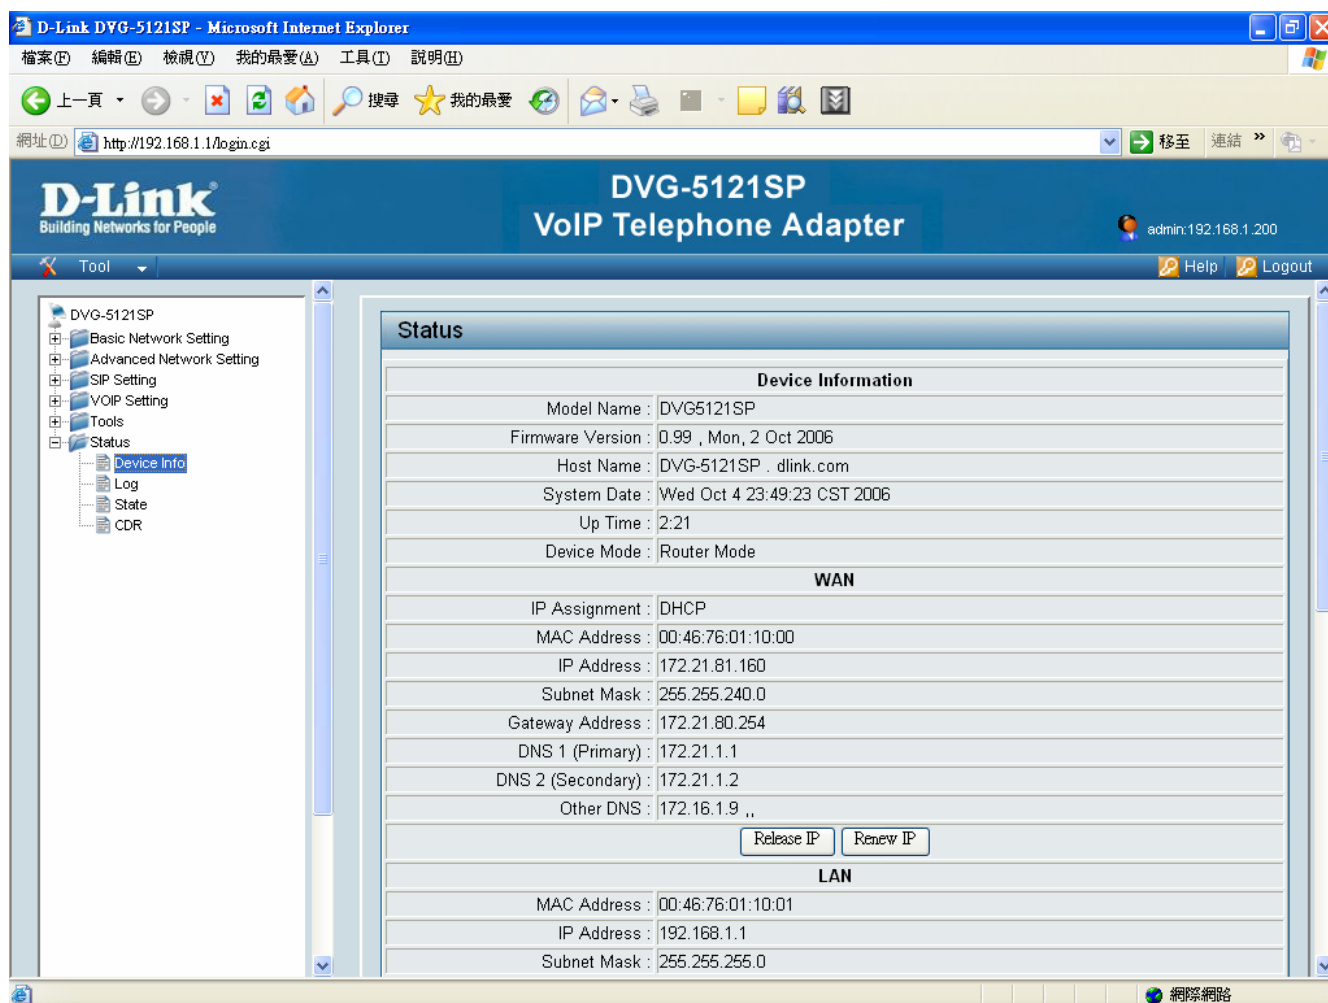 D-Link DVG-5121SP - Microsoft Internet Explorer
檔案(F) 編輯(E) 檢視(V) 我的最愛(A) 工具(T) 說明(H)
上一頁 搜尋 我的最愛
網址(D) http://192.168.1.1/login.cgi 移至 連結 »
D-Link
Building Networks for People
DVG-5121SP
VoIP Telephone Adapter
admin:192.168.1.200
Tool Help Logout
DVG-5121SP
Basic Network Setting
Advanced Network Setting
SIP Setting
VOIP Setting
Tools
Status
Device Info
Log
State
CDR
Status
Device Information
Model Name : DVG5121SP
Firmware Version : 0.99 , Mon, 2 Oct 2006
Host Name : DVG-5121SP . dlink.com
System Date : Wed Oct 4 23:49:23 CST 2006
Up Time : 2:21
Device Mode : Router Mode
WAN
IP Assignment : DHCP
MAC Address : 00:46:76:01:10:00
IP Address : 172.21.81.160
Subnet Mask : 255.255.240.0
Gateway Address : 172.21.80.254
DNS 1 (Primary) : 172.21.1.1
DNS 2 (Secondary) : 172.21.1.2
Other DNS : 172.16.1.9 ,,
Release IP Renew IP
LAN
MAC Address : 00:46:76:01:10:01
IP Address : 192.168.1.1
Subnet Mask : 255.255.255.0
網際網路